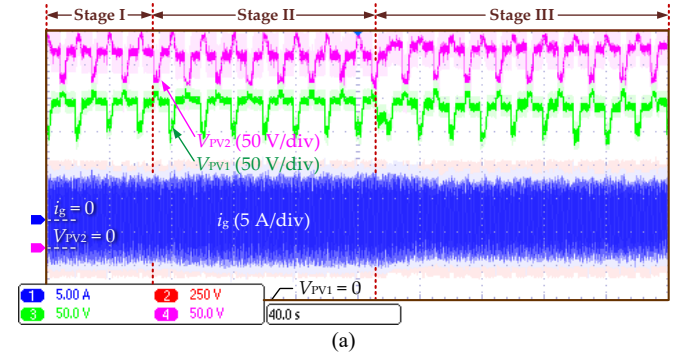 Stage I Stage II Stage III
VPV2 (50 V/div)
VPV1 (50 V/div)
ig = 0
ig (5 A/div)
VPV2 = 0
VPV1 = 0
1 5.00 A 2 250 V
3 50.0 V 4 50.0 V
40.0 s
(a)